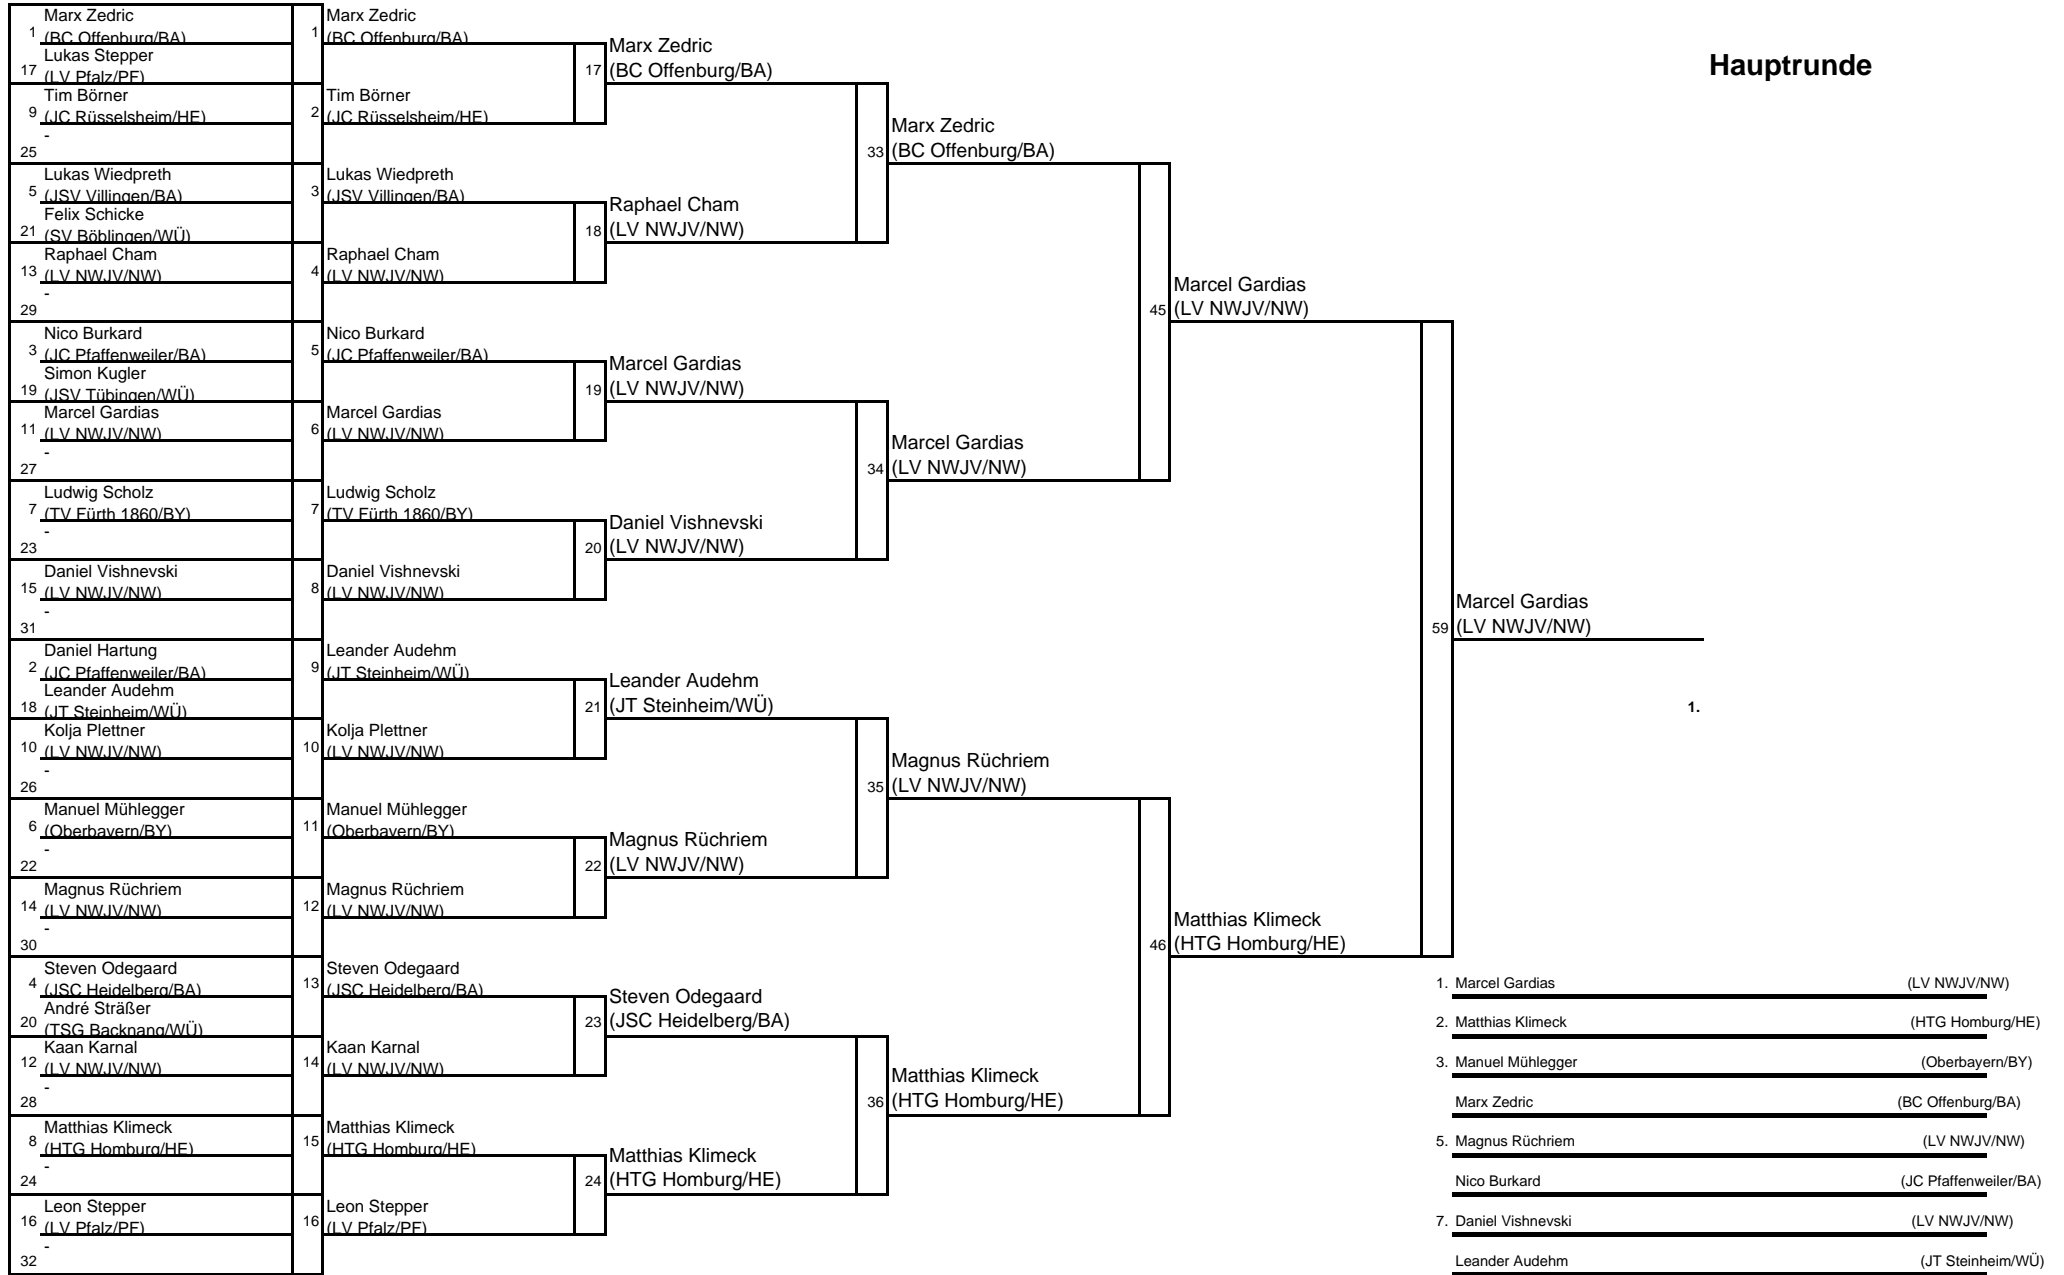 Hauptrunde
1 Marx Zedric
(BC Offenburg/BA)
17 Lukas Stepper
(LV Pfalz/PF)
9 Tim Börner
(JC Rüsselsheim/HE)
25 -
5 Lukas Wiedpreth
(JSV Villingen/BA)
21 Felix Schicke
(SV Böblingen/WÜ)
13 Raphael Cham
(LV NWJV/NW)
29 -
3 Nico Burkard
(JC Pfaffenweiler/BA)
19 Simon Kugler
(JSV Tübingen/WÜ)
11 Marcel Gardias
(LV NWJV/NW)
27 -
7 Ludwig Scholz
(TV Fürth 1860/BY)
23 -
15 Daniel Vishnevski
(LV NWJV/NW)
31 -
2 Daniel Hartung
(JC Pfaffenweiler/BA)
18 Leander Audehm
(JT Steinheim/WÜ)
10 Kolja Plettner
(LV NWJV/NW)
26 -
6 Manuel Mühlegger
(Oberbayern/BY)
22 -
14 Magnus Rüchriem
(LV NWJV/NW)
30 -
4 Steven Odegaard
(JSC Heidelberg/BA)
20 André Sträßer
(TSG Backnang/WÜ)
12 Kaan Karnal
(LV NWJV/NW)
28 -
8 Matthias Klimeck
(HTG Homburg/HE)
24 -
16 Leon Stepper
(LV Pfalz/PF)
32 -
1 Marx Zedric
(BC Offenburg/BA)
2 Tim Börner
(JC Rüsselsheim/HE)
3 Lukas Wiedpreth
(JSV Villingen/BA)
4 Raphael Cham
(LV NWJV/NW)
5 Nico Burkard
(JC Pfaffenweiler/BA)
6 Marcel Gardias
(LV NWJV/NW)
7 Ludwig Scholz
(TV Fürth 1860/BY)
8 Daniel Vishnevski
(LV NWJV/NW)
9 Leander Audehm
(JT Steinheim/WÜ)
10 Kolja Plettner
(LV NWJV/NW)
11 Manuel Mühlegger
(Oberbayern/BY)
12 Magnus Rüchriem
(LV NWJV/NW)
13 Steven Odegaard
(JSC Heidelberg/BA)
14 Kaan Karnal
(LV NWJV/NW)
15 Matthias Klimeck
(HTG Homburg/HE)
16 Leon Stepper
(LV Pfalz/PF)
17 Marx Zedric
(BC Offenburg/BA)
18 Raphael Cham
(LV NWJV/NW)
19 Marcel Gardias
(LV NWJV/NW)
20 Daniel Vishnevski
(LV NWJV/NW)
21 Leander Audehm
(JT Steinheim/WÜ)
22 Magnus Rüchriem
(LV NWJV/NW)
23 Steven Odegaard
(JSC Heidelberg/BA)
24 Matthias Klimeck
(HTG Homburg/HE)
33 Marx Zedric
(BC Offenburg/BA)
34 Marcel Gardias
(LV NWJV/NW)
35 Magnus Rüchriem
(LV NWJV/NW)
36 Matthias Klimeck
(HTG Homburg/HE)
45 Marcel Gardias
(LV NWJV/NW)
46 Matthias Klimeck
(HTG Homburg/HE)
59 Marcel Gardias
(LV NWJV/NW)
1.
1. Marcel Gardias (LV NWJV/NW)
2. Matthias Klimeck (HTG Homburg/HE)
3. Manuel Mühlegger (Oberbayern/BY)
Marx Zedric (BC Offenburg/BA)
5. Magnus Rüchriem (LV NWJV/NW)
Nico Burkard (JC Pfaffenweiler/BA)
7. Daniel Vishnevski (LV NWJV/NW)
Leander Audehm (JT Steinheim/WÜ)